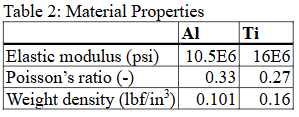 Table 2: Material Properties
Al Ti
Elastic modulus (psi) 10.5E6 16E6
Poisson's ratio (-) 0.33 0.27
Weight density (lbf/in³) 0.101 0.16